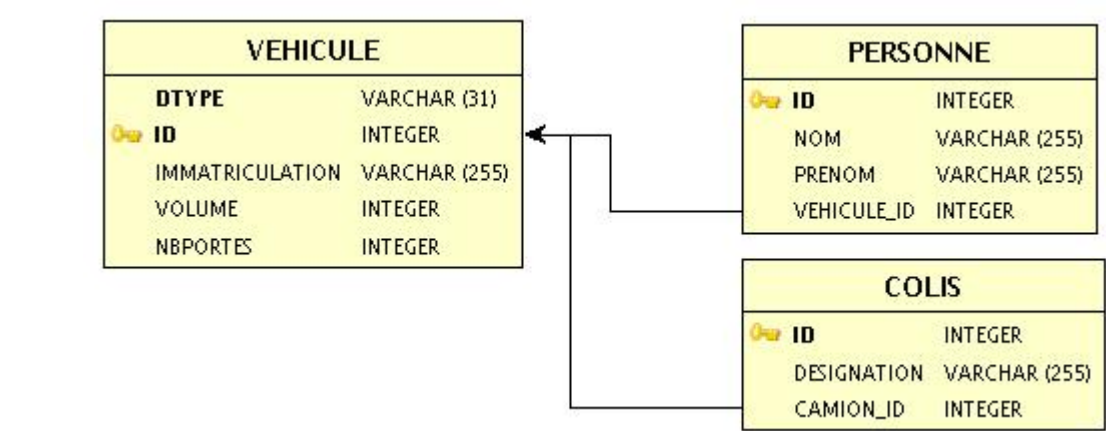 VEHICULE
DTYPE VARCHAR (31)
ID INTEGER
IMMATRICULATION VARCHAR (255)
VOLUME INTEGER
NBPORTES INTEGER
PERSONNE
ID INTEGER
NOM VARCHAR (255)
PRENOM VARCHAR (255)
VEHICULE_ID INTEGER
COLIS
ID INTEGER
DESIGNATION VARCHAR (255)
CAMION_ID INTEGER